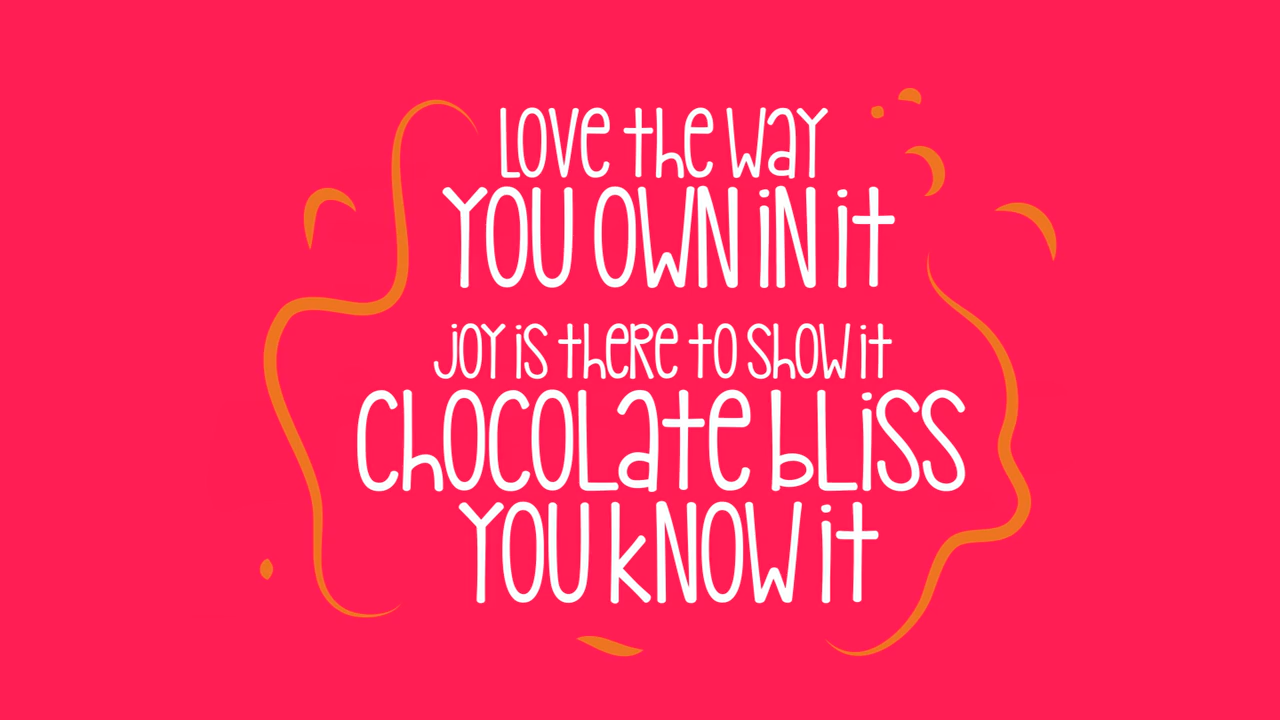 Love the way
YOU OWN iN it
joy is theRe to show it
ChOCOLate bLiSS
YOU kNOW it